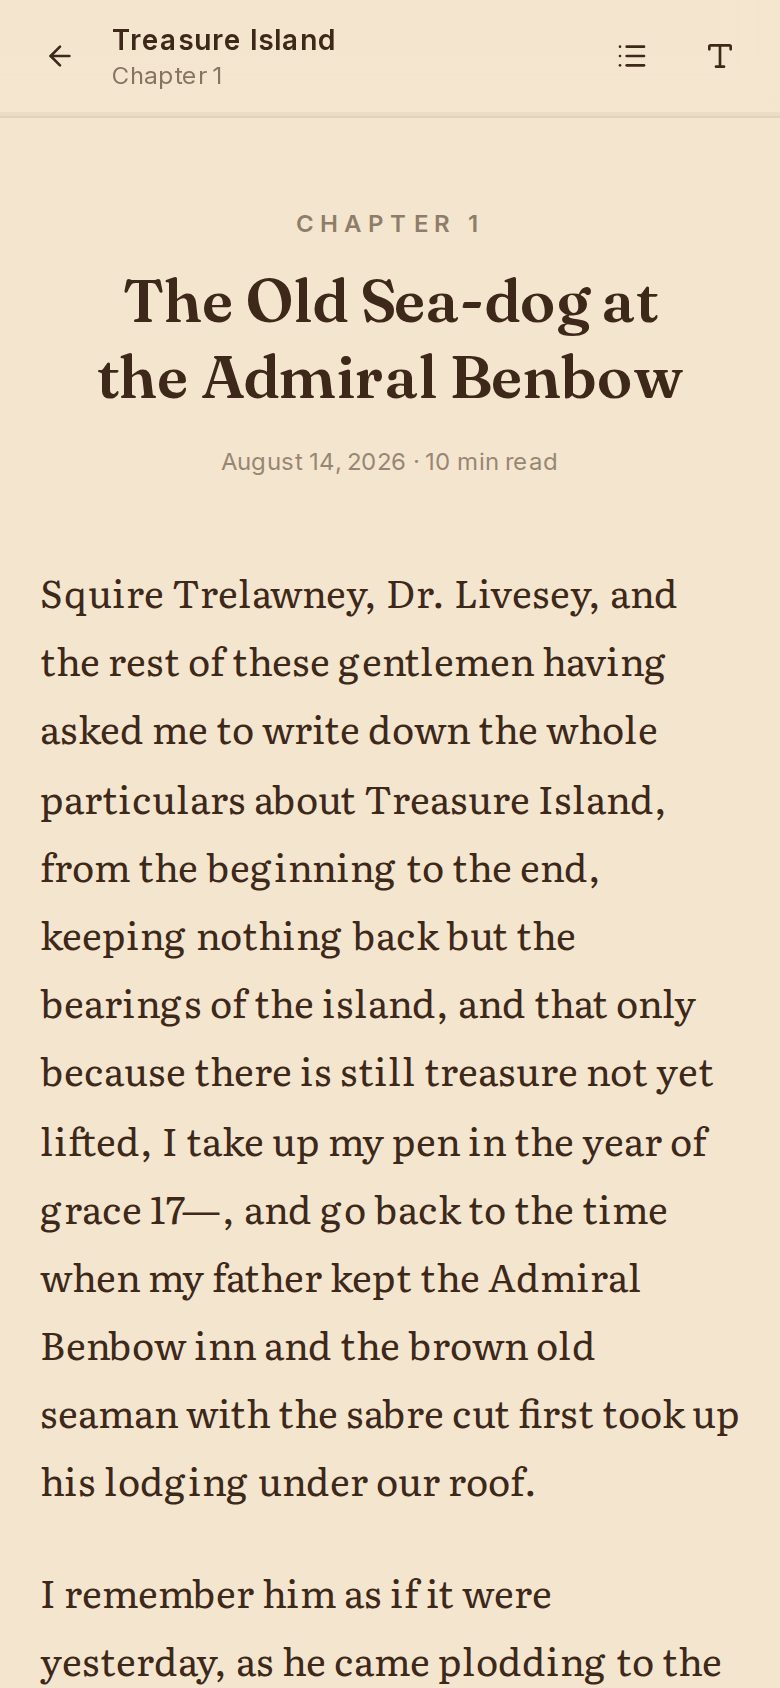 Treasure Island
Chapter 1
CHAPTER 1
The Old Sea-dog at
the Admiral Benbow
August 14, 2026 · 10 min read
Squire Trelawney, Dr. Livesey, and
the rest of these gentlemen having
asked me to write down the whole
particulars about Treasure Island,
from the beginning to the end,
keeping nothing back but the
bearings of the island, and that only
because there is still treasure not yet
lifted, I take up my pen in the year of
grace 17—, and go back to the time
when my father kept the Admiral
Benbow inn and the brown old
seaman with the sabre cut first took up
his lodging under our roof.
I remember him as if it were
yesterday, as he came plodding to the